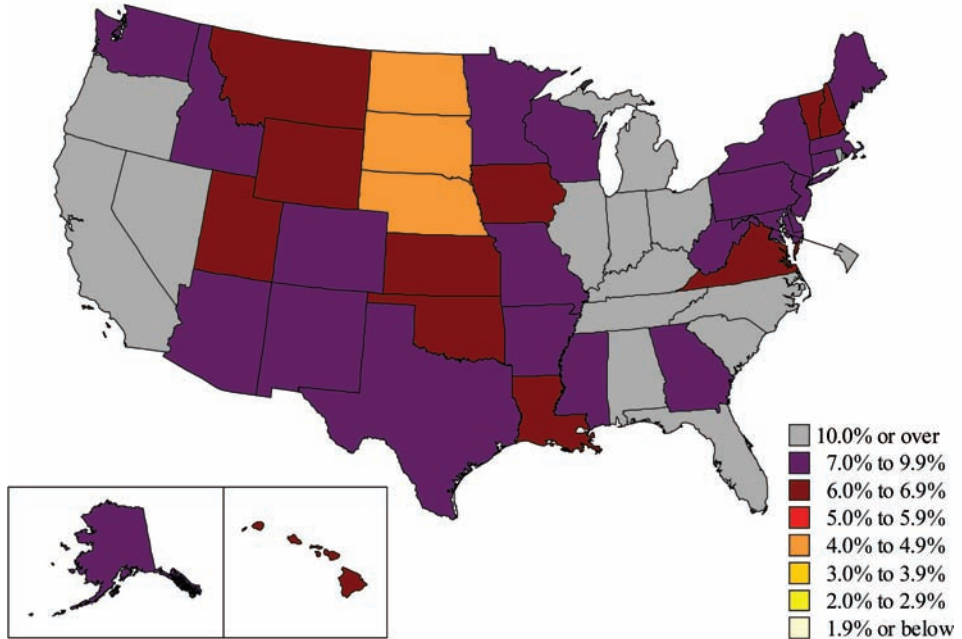 10.0% or over
7.0% to 9.9%
6.0% to 6.9%
5.0% to 5.9%
4.0% to 4.9%
3.0% to 3.9%
2.0% to 2.9%
1.9% or below